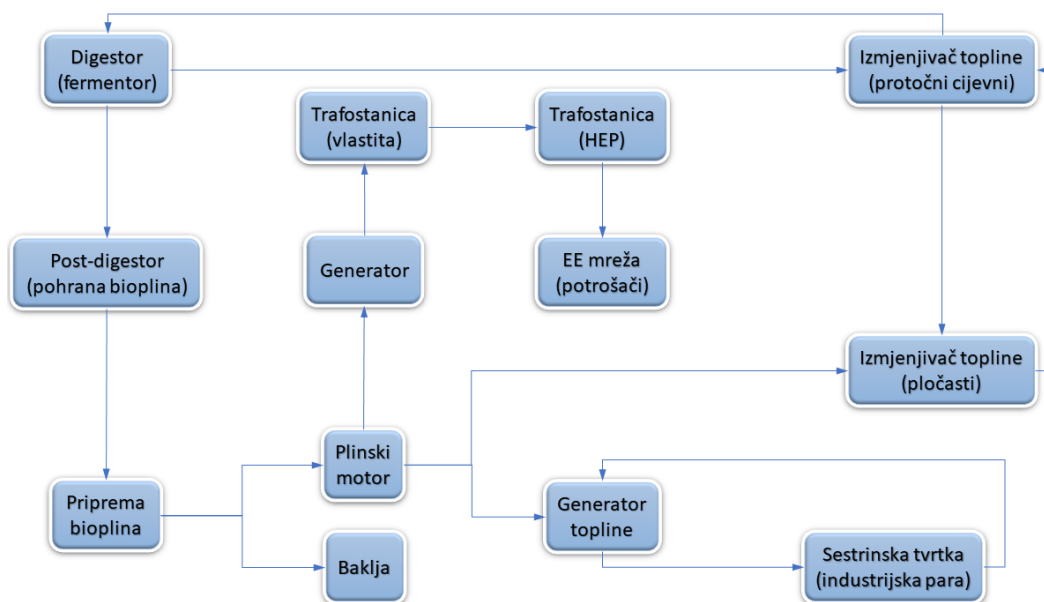 Digestor
(fermentor)
Izmjenjivač topline
(protočni cijevni)
Trafostanica
(vlastita)
Trafostanica
(HEP)
Post-digestor
(pohrana bioplina)
Generator
EE mreža
(potrošači)
Izmjenjivač topline
(pločasti)
Plinski
motor
Priprema
bioplina
Generator
topline
Baklja
Sestrinska tvrtka
(industrijska para)